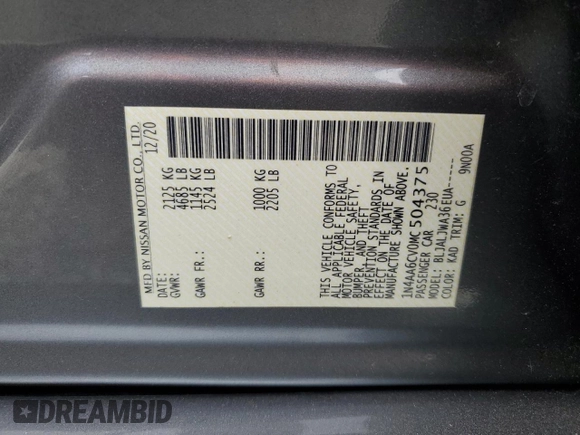 MFD BY NISSAN MOTOR CO., LTD.
DATE: 12/20
GVWR: 2125 KG
4685 LB
GAWR FR.: 1145 KG
2524 LB
GAWR RR.: 1000 KG
2205 LB
THIS VEHICLE CONFORMS TO
ALL APPLICABLE FEDERAL
MOTOR VEHICLE SAFETY,
BUMPER, AND THEFT
PREVENTION STANDARDS IN
EFFECT ON THE DATE OF
MANUFACTURE SHOWN ABOVE.
1N4AA6CV0MC504375
PASSENGER CAR 230
BLJALJWA36EUA-----
COLOR: KAD TRIM: G 9N00A
DREAMBID